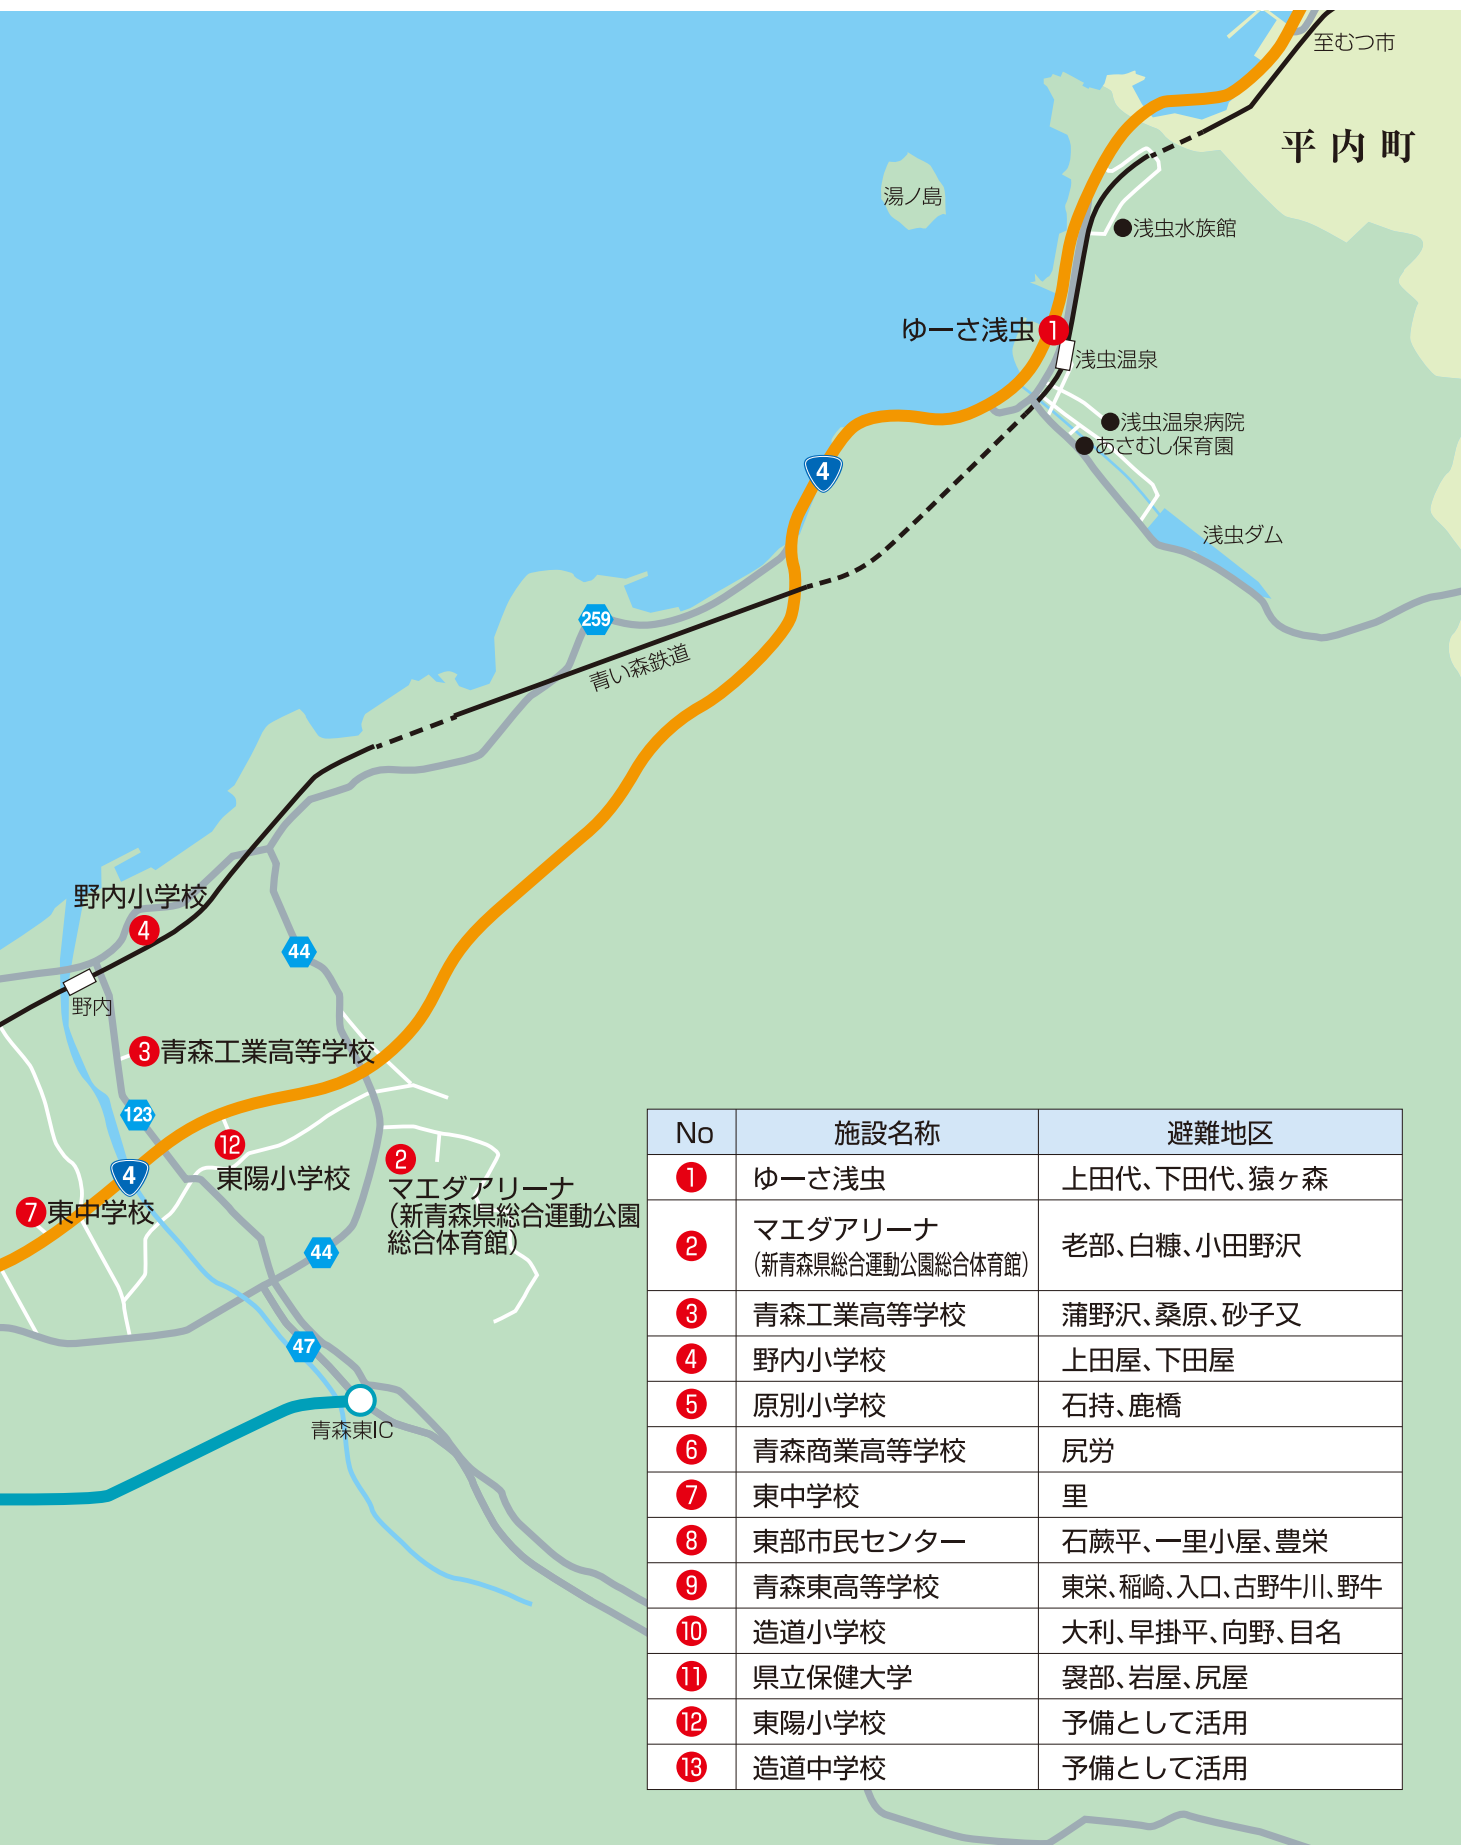 至むつ市
平内町
湯ノ島
浅虫水族館
ゆーさ浅虫 1
浅虫温泉
浅虫温泉病院
あさむし保育園
4
浅虫ダム
259
青い森鉄道
野内小学校
4
44
野内
3 青森工業高等学校
123
12
東陽小学校
2
マエダアリーナ
(新青森県総合運動公園
総合体育館)
4
7 東中学校
44
47
青森東IC
No 施設名称 避難地区
1 ゆーさ浅虫 上田代、下田代、猿ヶ森
2 マエダアリーナ
(新青森県総合運動公園総合体育館) 老部、白糠、小田野沢
3 青森工業高等学校 蒲野沢、桑原、砂子又
4 野内小学校 上田屋、下田屋
5 原別小学校 石持、鹿橋
6 青森商業高等学校 尻労
7 東中学校 里
8 東部市民センター 石蕨平、一里小屋、豊栄
9 青森東高等学校 東栄、稲崎、入口、古野牛川、野牛
10 造道小学校 大利、早掛平、向野、目名
11 県立保健大学 袰部、岩屋、尻屋
12 東陽小学校 予備として活用
13 造道中学校 予備として活用